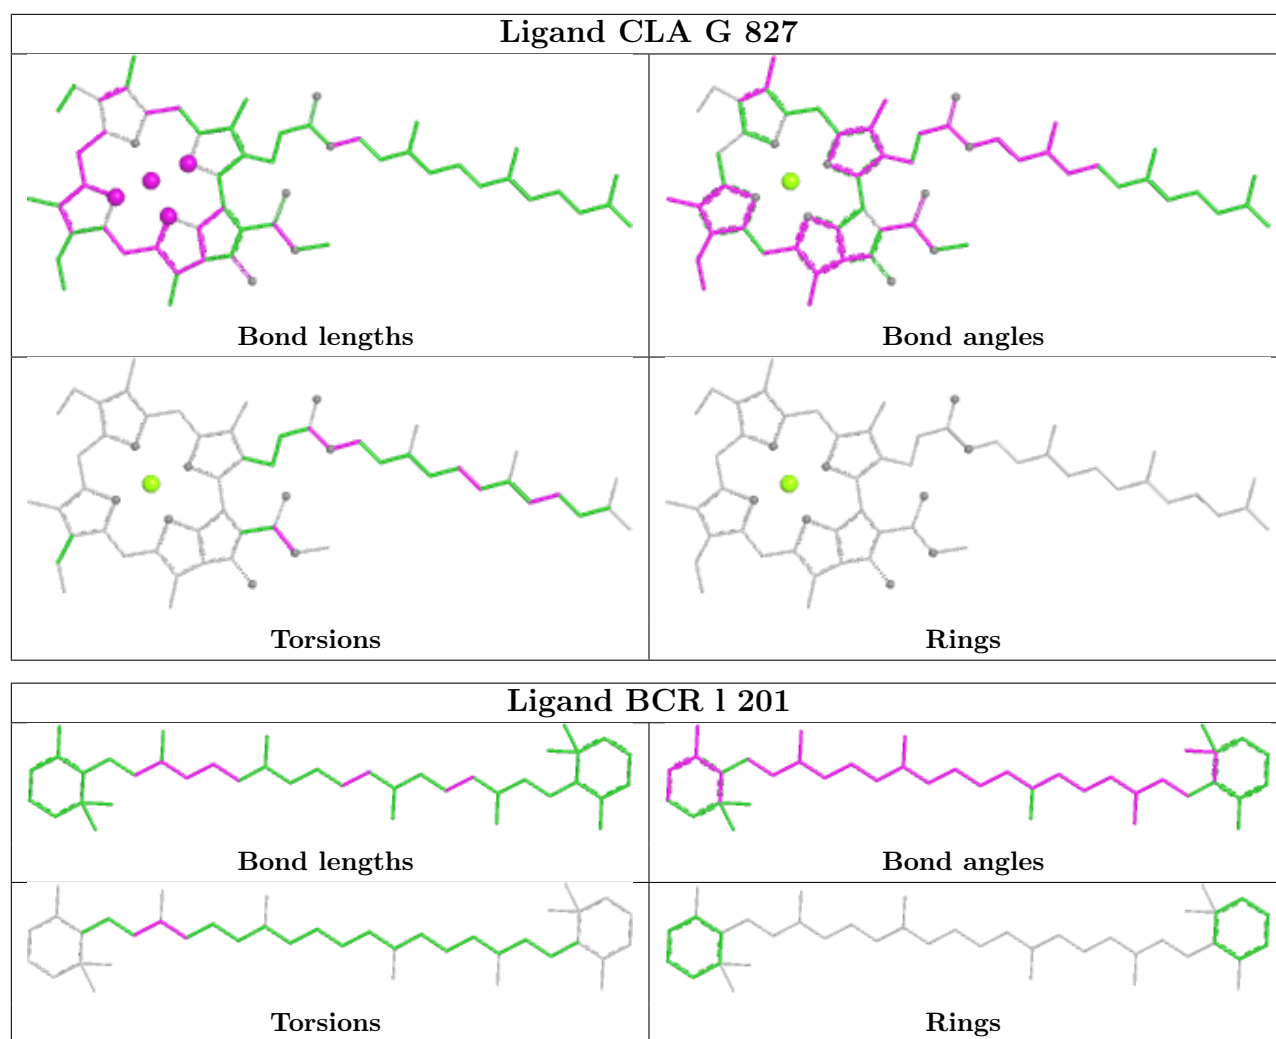 Ligand CLA G 827
Bond lengths
Bond angles
Torsions
Rings
Ligand BCR l 201
Bond lengths
Bond angles
Torsions
Rings